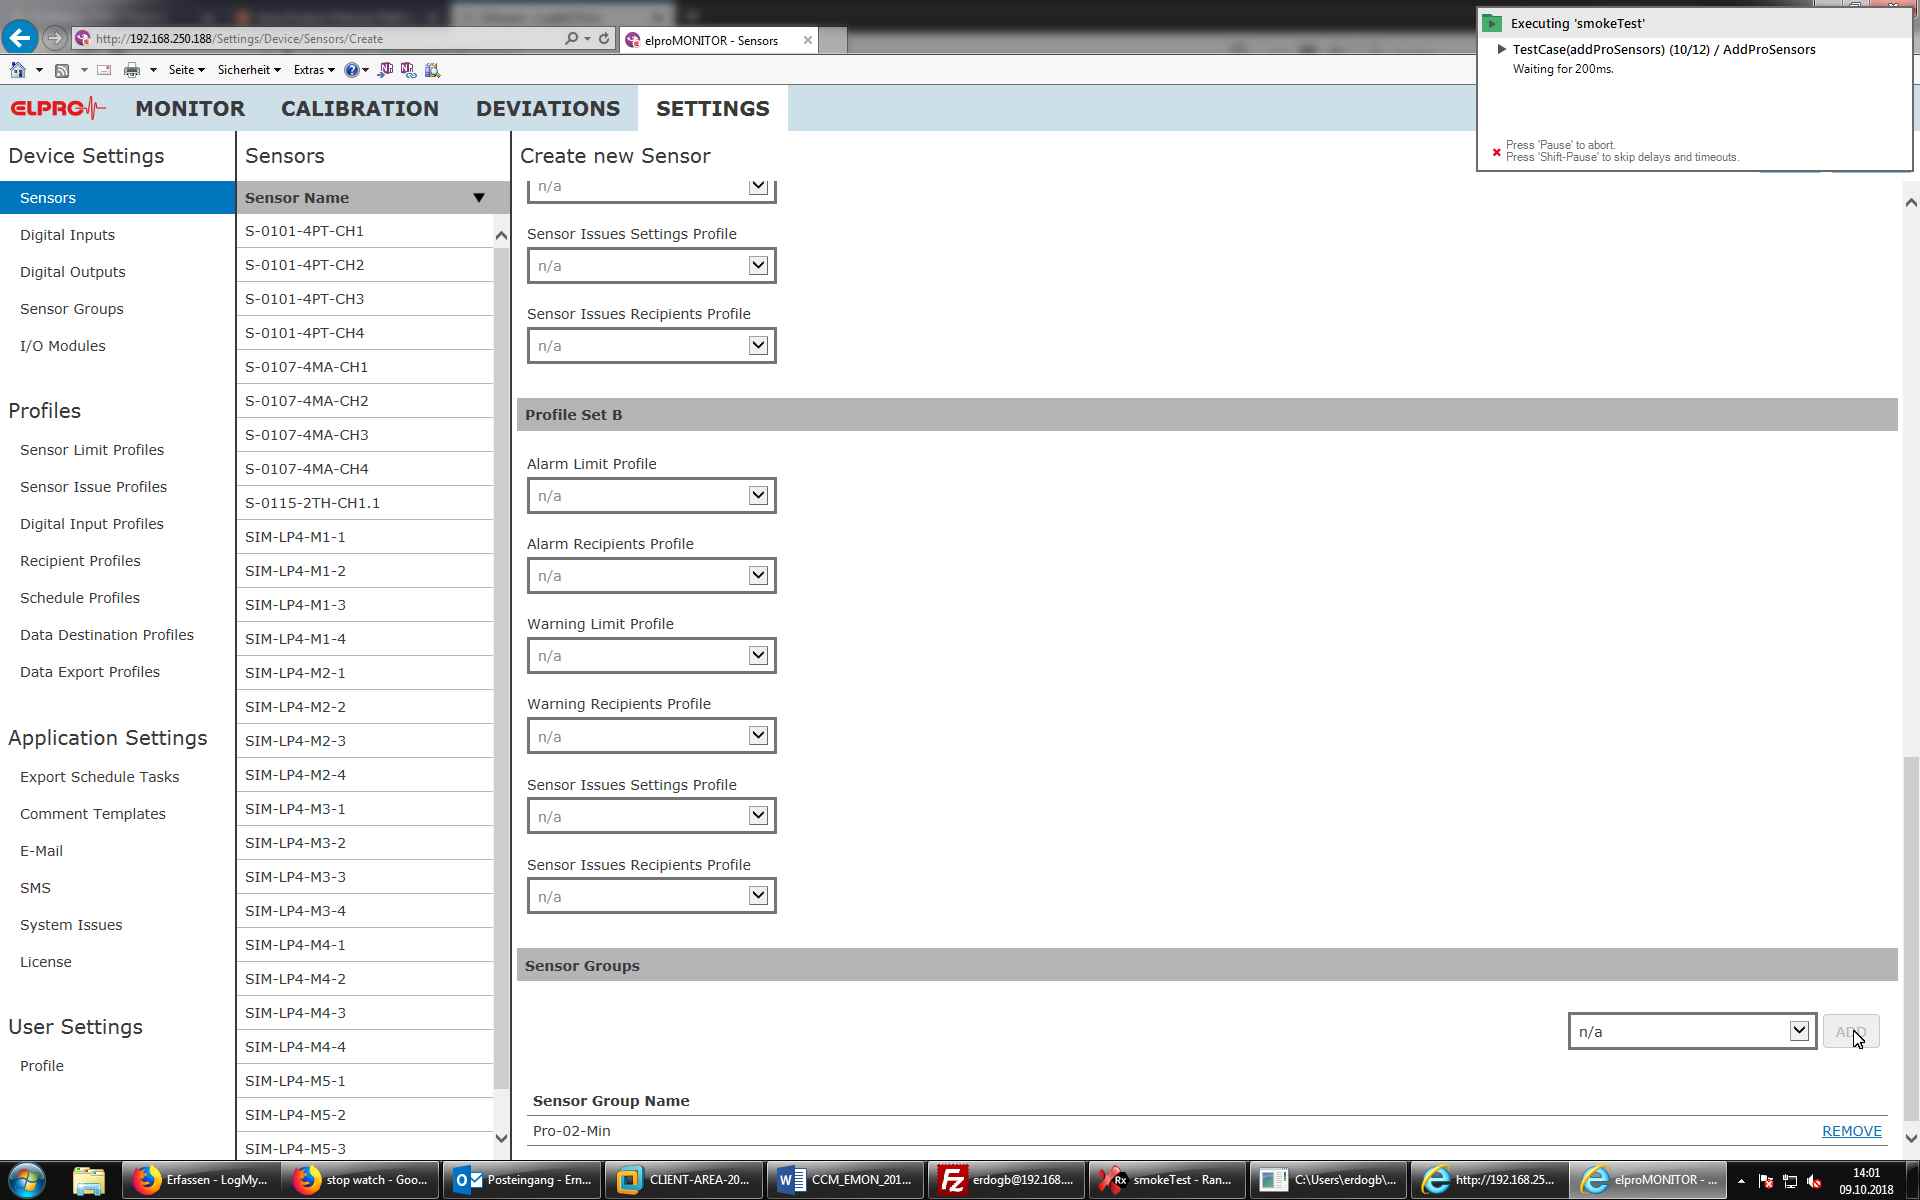 http://192.168.250.188/Settings/Device/Sensors/Create
elproMONITOR - Sensors
Seite
Sicherheit
Extras
Executing 'smokeTest'
TestCase(addProSensors) (10/12) / AddProSensors
Waiting for 200ms.
Press 'Pause' to abort.
Press 'Shift-Pause' to skip delays and timeouts.
ELPRO
MONITOR
CALIBRATION
DEVIATIONS
SETTINGS
Device Settings
Sensors
Digital Inputs
Digital Outputs
Sensor Groups
I/O Modules
Profiles
Sensor Limit Profiles
Sensor Issue Profiles
Digital Input Profiles
Recipient Profiles
Schedule Profiles
Data Destination Profiles
Data Export Profiles
Application Settings
Export Schedule Tasks
Comment Templates
E-Mail
SMS
System Issues
License
User Settings
Profile
Sensors
Sensor Name
S-0101-4PT-CH1
S-0101-4PT-CH2
S-0101-4PT-CH3
S-0101-4PT-CH4
S-0107-4MA-CH1
S-0107-4MA-CH2
S-0107-4MA-CH3
S-0107-4MA-CH4
S-0115-2TH-CH1.1
SIM-LP4-M1-1
SIM-LP4-M1-2
SIM-LP4-M1-3
SIM-LP4-M1-4
SIM-LP4-M2-1
SIM-LP4-M2-2
SIM-LP4-M2-3
SIM-LP4-M2-4
SIM-LP4-M3-1
SIM-LP4-M3-2
SIM-LP4-M3-3
SIM-LP4-M3-4
SIM-LP4-M4-1
SIM-LP4-M4-2
SIM-LP4-M4-3
SIM-LP4-M4-4
SIM-LP4-M5-1
SIM-LP4-M5-2
SIM-LP4-M5-3
Create new Sensor
n/a
Sensor Issues Settings Profile
n/a
Sensor Issues Recipients Profile
n/a
Profile Set B
Alarm Limit Profile
n/a
Alarm Recipients Profile
n/a
Warning Limit Profile
n/a
Warning Recipients Profile
n/a
Sensor Issues Settings Profile
n/a
Sensor Issues Recipients Profile
n/a
Sensor Groups
n/a
ADD
Sensor Group Name
Pro-02-Min
REMOVE
Erfassen - LogMy...
stop watch - Goo...
Posteingang - Ern...
CLIENT-AREA-20...
CCM_EMON_201...
erdogb@192.168....
smokeTest - Ran...
C:\Users\erdogb\...
http://192.168.25...
elproMONITOR - ...
14:01
09.10.2018